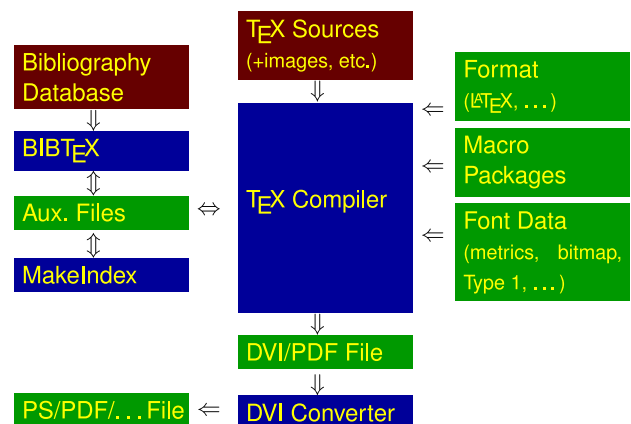 TEX Sources
(+images, etc.)
Bibliography
Database
⇓
⇓
Format
(LATEX, ...)
⇐
BIBTEX
⇕
Macro
Packages
⇐
TEX Compiler
Aux. Files
⇔
⇕
MakeIndex
Font Data
(metrics, bitmap,
Type 1, ...)
⇐
⇓
DVI/PDF File
⇓
PS/PDF/... File
⇐
DVI Converter